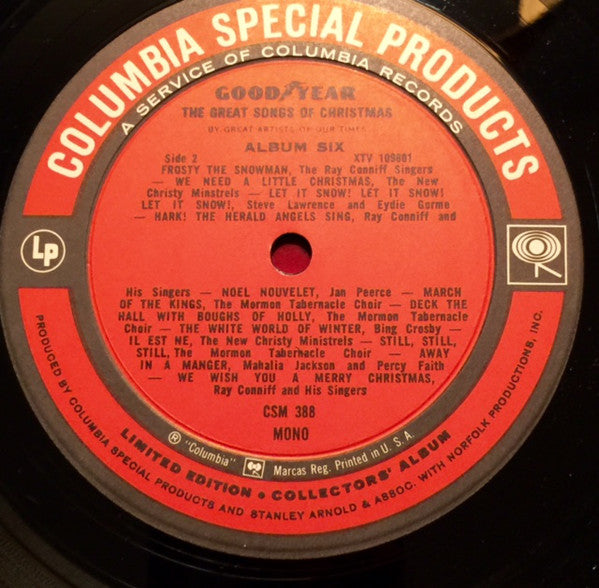 COLUMBIA SPECIAL PRODUCTS
A SERVICE OF COLUMBIA RECORDS
GOODYEAR
THE GREAT SONGS OF CHRISTMAS
BY GREAT ARTISTS OF OUR TIMES
ALBUM SIX
Side 2 XTV 109801
FROSTY THE SNOWMAN, The Ray Conniff Singers
— WE NEED A LITTLE CHRISTMAS, The New
Christy Minstrels — LET IT SNOW! LET IT SNOW!
LET IT SNOW!, Steve Lawrence and Eydie Gorme
— HARK! THE HERALD ANGELS SING, Ray Conniff and
LP
His Singers — NOEL NOUVELET, Jan Peerce — MARCH
OF THE KINGS, The Mormon Tabernacle Choir — DECK THE
HALL WITH BOUGHS OF HOLLY, The Mormon Tabernacle
Choir — THE WHITE WORLD OF WINTER, Bing Crosby —
IL EST NE, The New Christy Minstrels — STILL, STILL,
STILL, The Mormon Tabernacle Choir — AWAY
IN A MANGER, Mahalia Jackson and Percy Faith
— WE WISH YOU A MERRY CHRISTMAS,
Ray Conniff and His Singers
CSM 388
MONO
® "Columbia" Marcas Reg. Printed in U. S. A.
LIMITED EDITION • COLLECTORS' ALBUM
PRODUCED BY COLUMBIA SPECIAL PRODUCTS AND STANLEY ARNOLD & ASSOC. WITH NORFOLK PRODUCTIONS, INC.